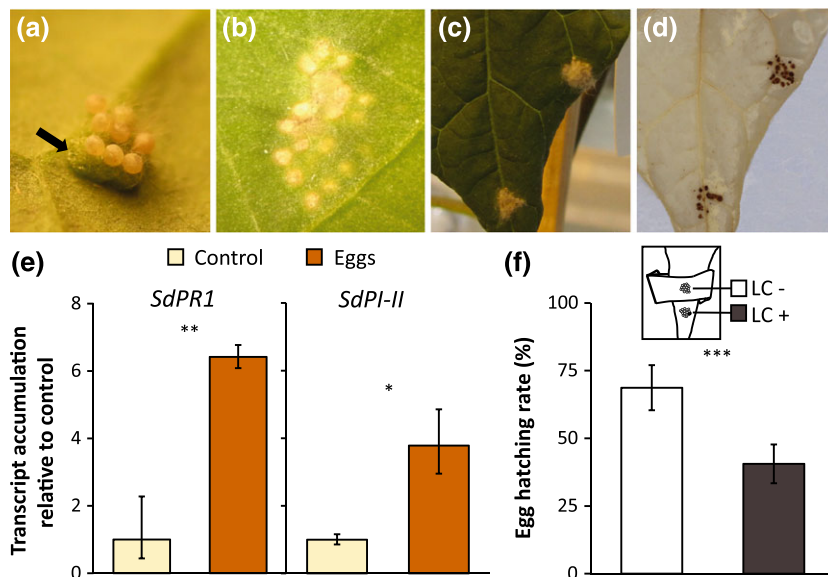 (a)
(b)
(c)
(d)
(e)
Control
Eggs
SdPR1
SdPI-II
Transcript accumulation
relative to control
8
6
4
2
0
**
*
(f)
LC -
LC +
Egg hatching rate (%)
100
75
50
25
0
***